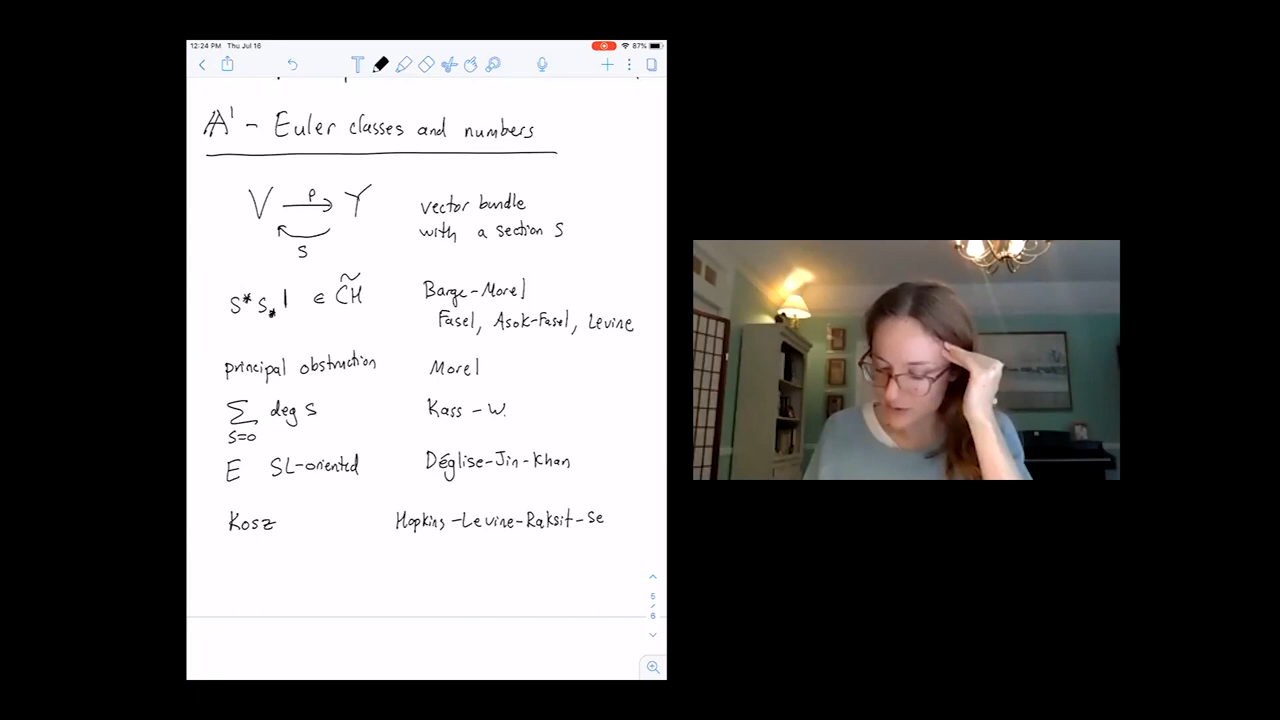 12:24 PM Thu Jul 16 87%
T
𝔸¹ - Euler classes and numbers
V →ᵖ Y vector bundle
S with a section S
S* S⁎ 1 ∈ C͂H Barge-Morel
Fasel, Asok-Fasel, Levine
principal obstruction Morel
∑ deg S Kass - W.
S=0
E SL-oriented Déglise-Jin-Khan
Kosz Hopkins-Levine-Raksit-Se
5
/
6